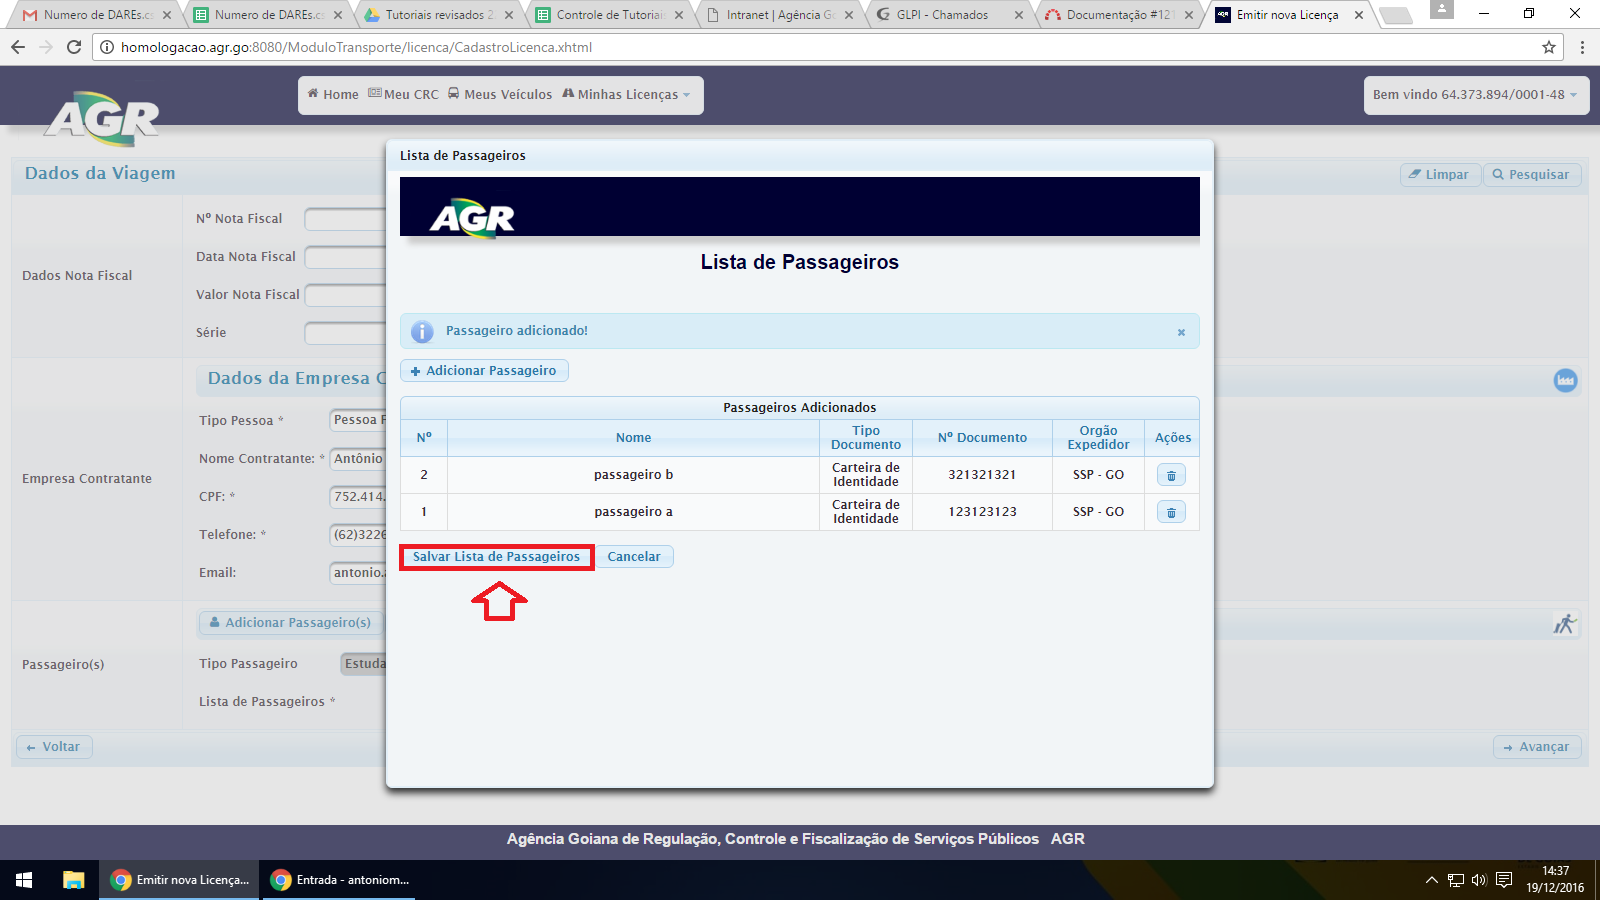 Numero de DAREs.cs
Numero de DAREs.cs
Tutoriais revisados 2
Controle de Tutoriai
Intranet | Agência Go
GLPI - Chamados
Documentação #121
Emitir nova Licença
homologacao.agr.go:8080/ModuloTransporte/licenca/CadastroLicenca.xhtml
AGR
Home
Meu CRC
Meus Veículos
Minhas Licenças
Bem vindo 64.373.894/0001-48
Dados da Viagem
Limpar
Pesquisar
Dados Nota Fiscal
Nº Nota Fiscal
Data Nota Fiscal
Valor Nota Fiscal
Série
Empresa Contratante
Dados da Empresa C
Tipo Pessoa *
Pessoa F
Nome Contratante: *
Antônio
CPF: *
752.414.
Telefone: *
(62)3226
Email:
antonio.
Passageiro(s)
Adicionar Passageiro(s)
Tipo Passageiro
Estuda
Lista de Passageiros *
Voltar
Avançar
Lista de Passageiros
AGR
Lista de Passageiros
Passageiro adicionado!
Adicionar Passageiro
Passageiros Adicionados
Nº
Nome
Tipo
Documento
Nº Documento
Orgão
Expedidor
Ações
2
passageiro b
Carteira de
Identidade
321321321
SSP - GO
1
passageiro a
Carteira de
Identidade
123123123
SSP - GO
Salvar Lista de Passageiros
Cancelar
Agência Goiana de Regulação, Controle e Fiscalização de Serviços Públicos AGR
Emitir nova Licença...
Entrada - antoniom...
14:37
19/12/2016